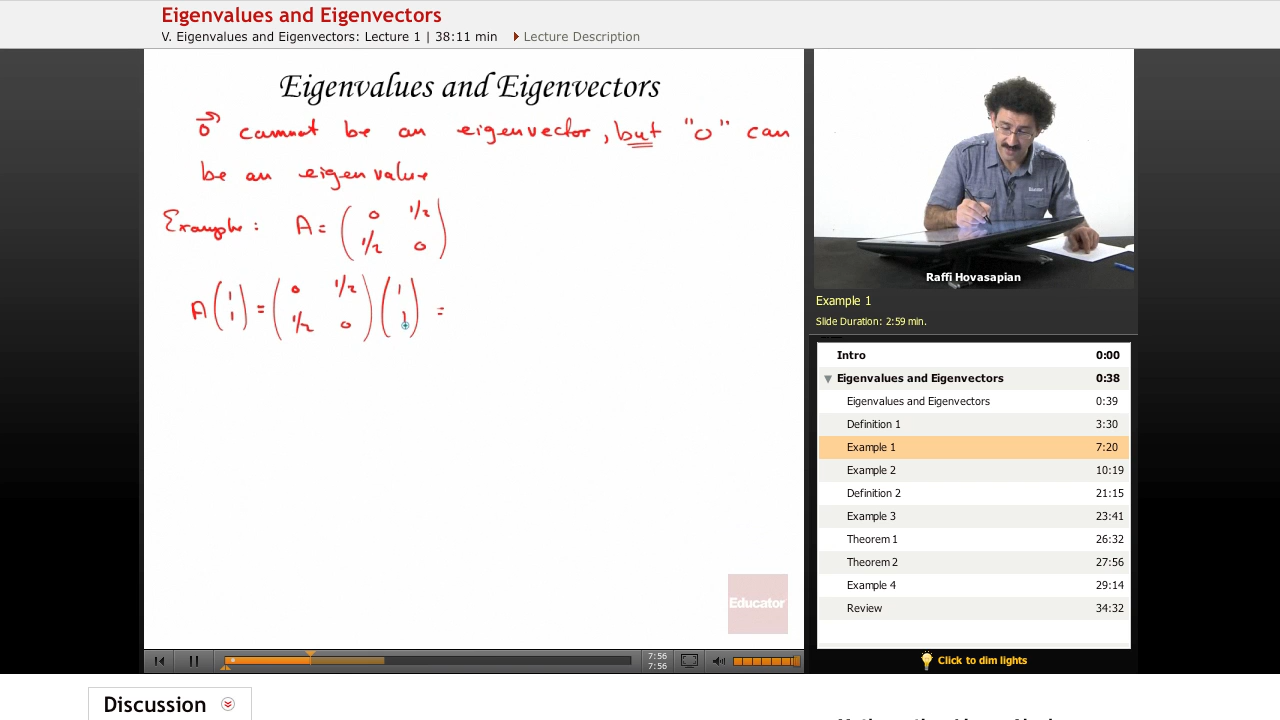 Eigenvalues and Eigenvectors
V. Eigenvalues and Eigenvectors: Lecture 1 | 38:11 min
Lecture Description
Eigenvalues and Eigenvectors
0⃗ cannot be an eigenvector, but "0" can
be an eigenvalue
Example: A = ( 0 1/2
1/2 0 )
A ( 1 1 ) = ( 0 1/2
1/2 0 ) ( 1 1 ) =
Educator
7:56
7:56
Raffi Hovasapian
Example 1
Slide Duration: 2:59 min.
Intro 0:00
Eigenvalues and Eigenvectors 0:38
Eigenvalues and Eigenvectors 0:39
Definition 1 3:30
Example 1 7:20
Example 2 10:19
Definition 2 21:15
Example 3 23:41
Theorem 1 26:32
Theorem 2 27:56
Example 4 29:14
Review 34:32
Click to dim lights
Discussion